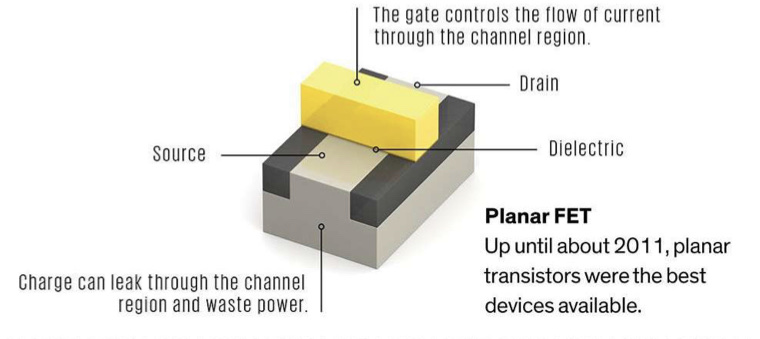 The gate controls the flow of current
through the channel region.
Drain
Source
Dielectric
Planar FET
Up until about 2011, planar
transistors were the best
devices available.
Charge can leak through the channel
region and waste power.